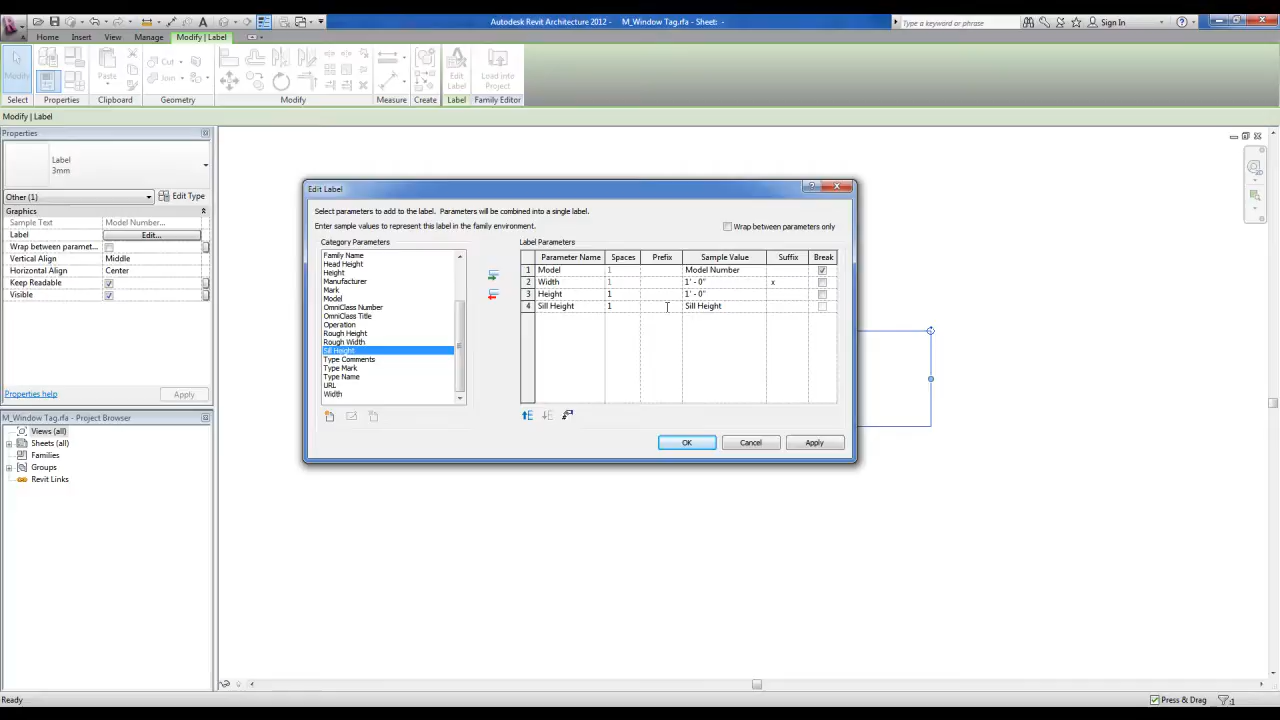 Autodesk Revit Architecture 2012 - M_Window Tag.rfa - Sheet: -
Type a keyword or phrase
Sign In
Home Insert View Manage Modify | Label
Modify
Paste
Cut
Join
Edit Label
Load into Project
Select Properties Clipboard Geometry Modify Measure Create Label Family Editor
Modify | Label
Properties
Label
3mm
Other (1)
Edit Type
Graphics
Sample Text Model Number...
Label Edit...
Wrap between paramet...
Vertical Align Middle
Horizontal Align Center
Keep Readable
Visible
Properties help
Apply
M_Window Tag.rfa - Project Browser
Views (all)
Sheets (all)
Families
Groups
Revit Links
Edit Label
Select parameters to add to the label. Parameters will be combined into a single label.
Enter sample values to represent this label in the family environment.
Wrap between parameters only
Category Parameters
Family Name
Head Height
Height
Manufacturer
Mark
Model
OmniClass Number
OmniClass Title
Operation
Rough Height
Rough Width
Sill Height
Type Comments
Type Mark
Type Name
URL
Width
Label Parameters
Parameter Name Spaces Prefix Sample Value Suffix Break
1 Model 1 Model Number
2 Width 1 1' - 0" x
3 Height 1 1' - 0"
4 Sill Height 1 Sill Height
OK Cancel Apply
Ready
Press & Drag
:1